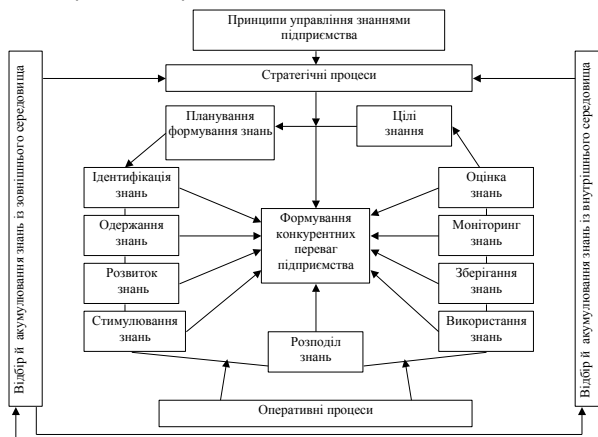 Принципи управління знаннями
підприємства
Стратегічні процеси
Відбір й акумулювання знань із зовнішнього середовища
Планування
формування знань
Цілі
знання
Ідентифікація
знань
Одержання
знань
Розвиток
знань
Стимулювання
знань
Формування
конкурентних
переваг
підприємства
Оцінка
знань
Моніторинг
знань
Зберігання
знань
Використання
знань
Розподіл
знань
Оперативні процеси
Відбір й акумулювання знань із внутрішнього середовища